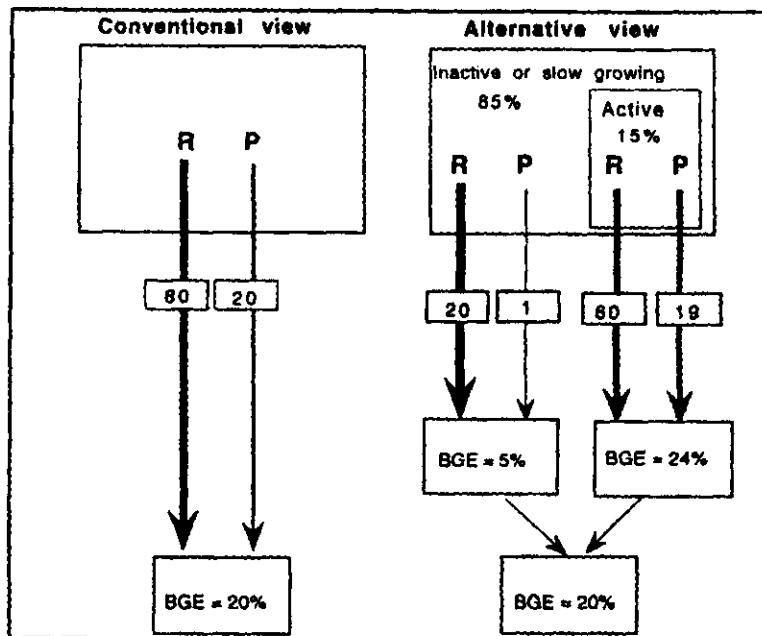 Conventional view
R P
80 20
BGE = 20%
Alternative view
Inactive or slow growing
85%
Active
15%
R P R P
20 1 60 19
BGE = 5% BGE = 24%
BGE = 20%